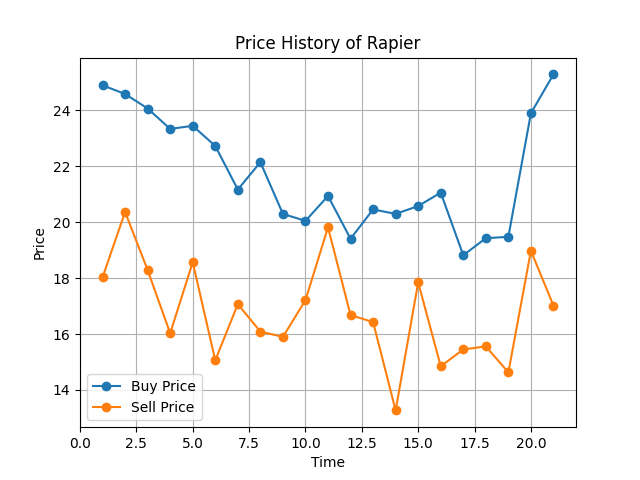 Price History of Rapier
Price
24
22
20
18
16
14
Buy Price
Sell Price
0.0 2.5 5.0 7.5 10.0 12.5 15.0 17.5 20.0
Time